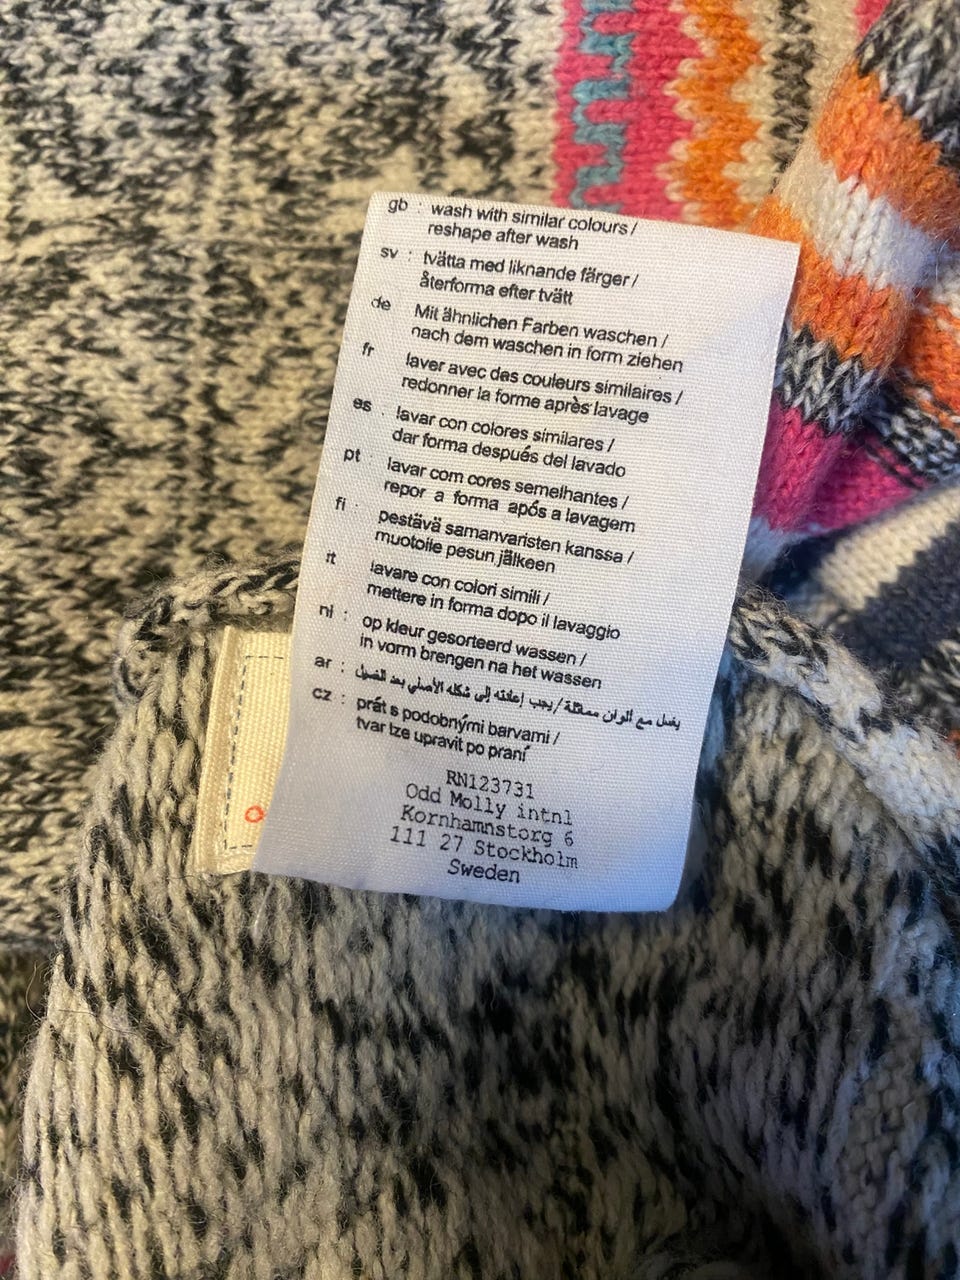 gb : wash with similar colours /
reshape after wash
sv : tvätta med liknande färger /
återforma efter tvätt
de Mit ähnlichen Farben waschen /
nach dem waschen in form ziehen
fr laver avec des couleurs similaires /
redonner la forme après lavage
es : lavar con colores similares /
dar forma después del lavado
pt : lavar com cores semelhantes /
repor a forma após a lavagem
fi : pestävä samanvaristen kanssa /
muotoile pesun jälkeen
it lavare con colori simili /
mettere in forma dopo il lavaggio
nl : op kleur gesorteerd wassen /
in vorm brengen na het wassen
ar : يغسل مع ألوان مماثلة / يجب إعادته إلى شكله الأصلي بعد الغسيل
cz : prát s podobnými barvami /
tvar lze upravit po praní
RN123731
Odd Molly intnl
Kornhamnstorg 6
111 27 Stockholm
Sweden